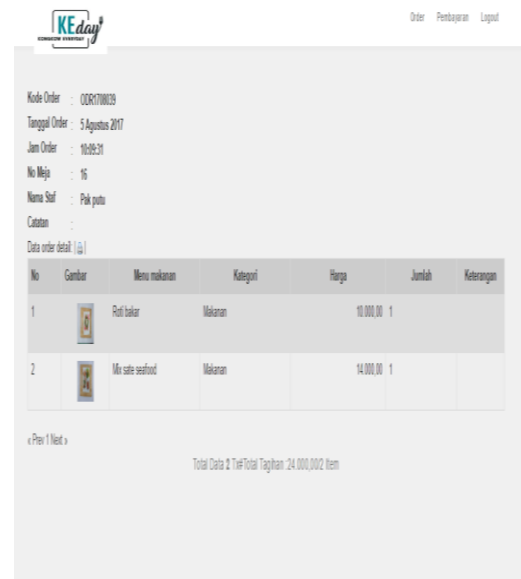 KEday
KOMAKOW EVERYDAY
Order Pembayaran Logout
Kode Order : ODR1708039
Tanggal Order : 5 Agustus 2017
Jam Order : 10:09:31
No Meja : 16
Nama Staf : Pak putu
Catatan :
Data order detail: | |
No Gambar Menu makanan Kategori Harga Jumlah Keterangan
1 Roti bakar Makanan 10.000,00 1
2 Mix sate seafood Makanan 14.000,00 1
« Prev 1 Next »
Total Data 2 Tx#Total Tagihan :24.000,00/2 Item